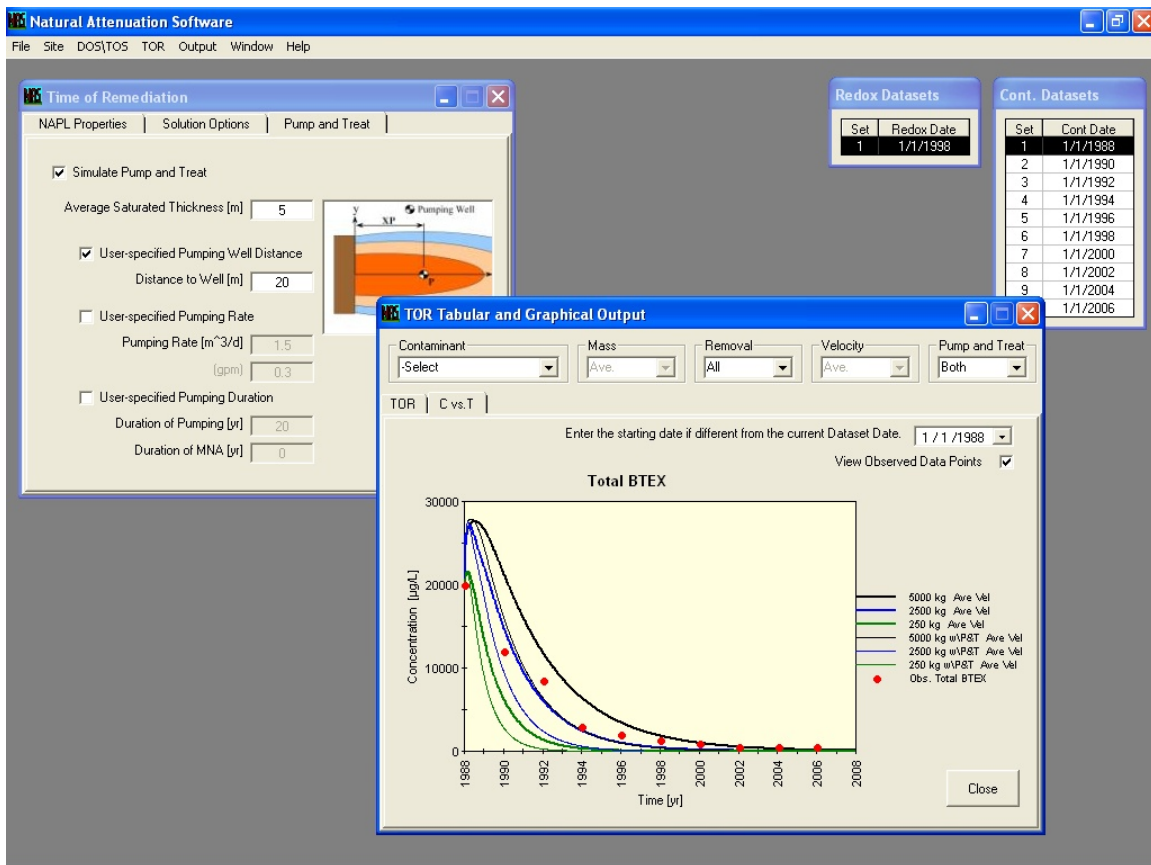 NAS Natural Attenuation Software
File Site DOS\TOS TOR Output Window Help
NAS Time of Remediation
NAPL Properties Solution Options Pump and Treat
Simulate Pump and Treat
Average Saturated Thickness [m] 5
User-specified Pumping Well Distance
Distance to Well [m] 20
User-specified Pumping Rate
Pumping Rate [m^3/d] 1.5
(gpm) 0.3
User-specified Pumping Duration
Duration of Pumping [yr] 20
Duration of MNA [yr] 0
y Pumping Well
XP
P
Redox Datasets
Set Redox Date
1 1/1/1998
Cont. Datasets
Set Cont Date
1 1/1/1988
2 1/1/1990
3 1/1/1992
4 1/1/1994
5 1/1/1996
6 1/1/1998
7 1/1/2000
8 1/1/2002
9 1/1/2004
1/1/2006
NAS TOR Tabular and Graphical Output
Contaminant Mass Removal Velocity Pump and Treat
-Select Ave. All Ave. Both
TOR C vs.T
Enter the starting date if different from the current Dataset Date. 1 / 1 /1988
View Observed Data Points
Total BTEX
Concentration [µg/L]
30000
20000
10000
0
1988 1990 1992 1994 1996 1998 2000 2002 2004 2006 2008
Time [yr]
5000 kg Ave Vel
2500 kg Ave Vel
250 kg Ave Vel
5000 kg w\P&T Ave Vel
2500 kg w\P&T Ave Vel
250 kg w\P&T Ave Vel
Obs. Total BTEX
Close